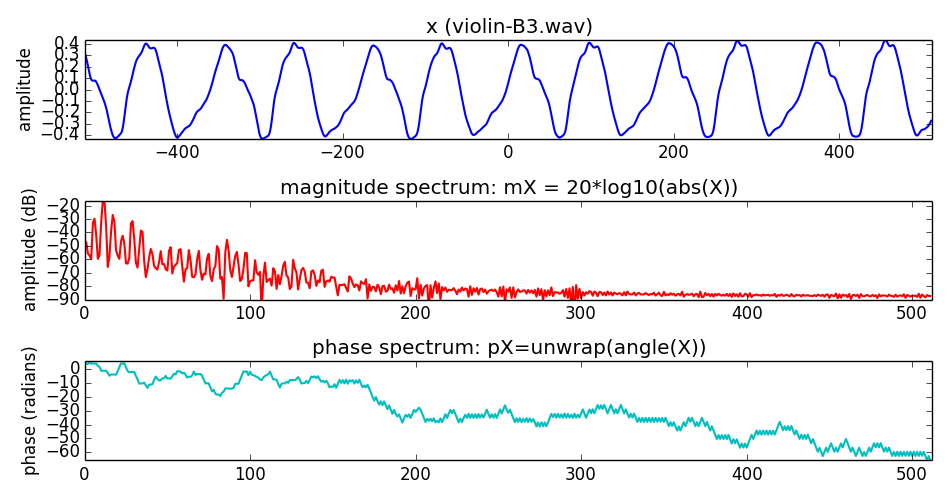 x (violin-B3.wav)
amplitude
0.4
0.3
0.2
0.1
0.0
−0.1
−0.2
−0.3
−0.4
−400 −200 0 200 400
magnitude spectrum: mX = 20*log10(abs(X))
amplitude (dB)
−20
−30
−40
−50
−60
−70
−80
−90
0 100 200 300 400 500
phase spectrum: pX=unwrap(angle(X))
phase (radians)
0
−10
−20
−30
−40
−50
−60
0 100 200 300 400 500